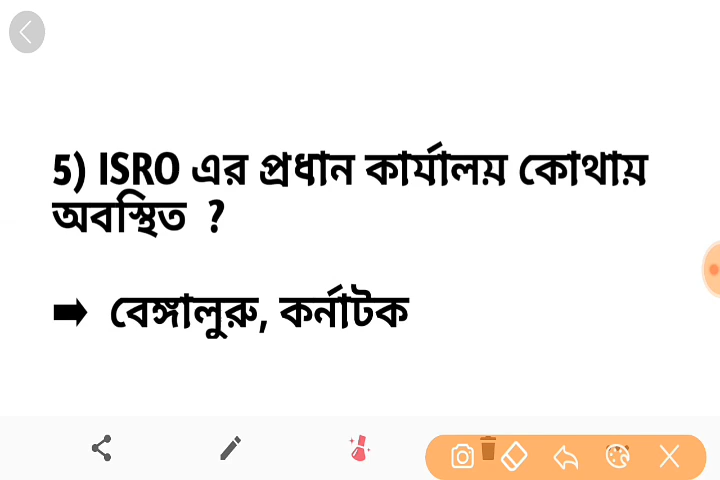 5) ISRO এর প্রধান কার্যালয় কোথায়
অবস্থিত ?
➡ বেঙ্গালুরু, কর্নাটক